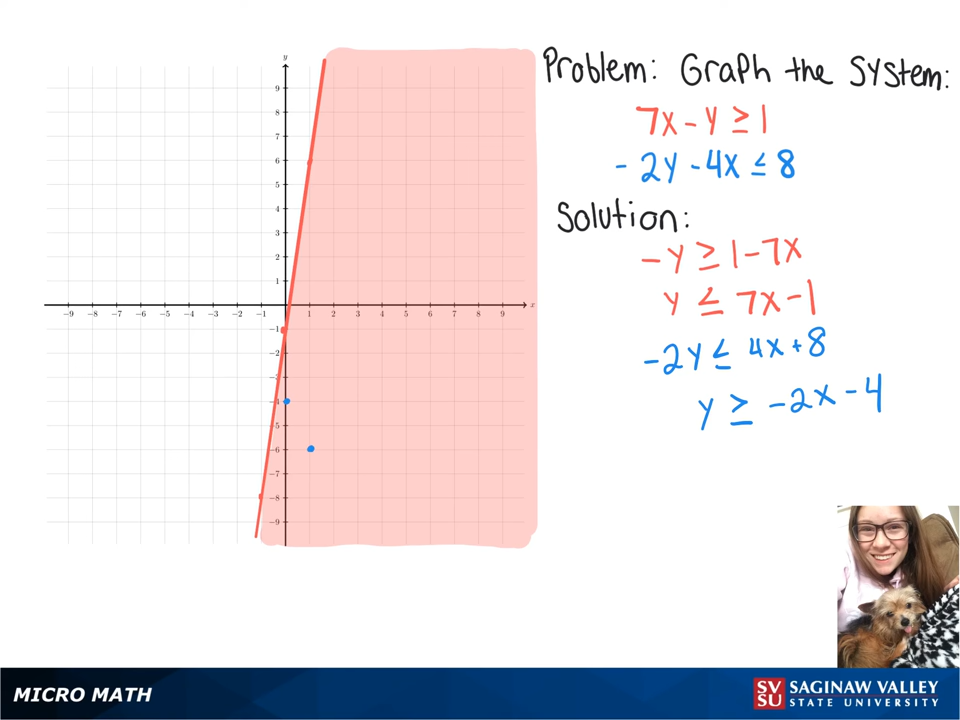 Problem: Graph the System:
7x - y ≥ 1
- 2y - 4x ≤ 8
Solution:
-y ≥ 1 - 7x
y ≤ 7x - 1
-2y ≤ 4x + 8
y ≥ -2x - 4
y
9
8
7
6
5
4
3
2
1
-9 -8 -7 -6 -5 -4 -3 -2 -1 1 2 3 4 5 6 7 8 9 x
-1
-2
-3
-4
-5
-6
-7
-8
-9
MICRO MATH
SV SU SAGINAW VALLEY
STATE UNIVERSITY